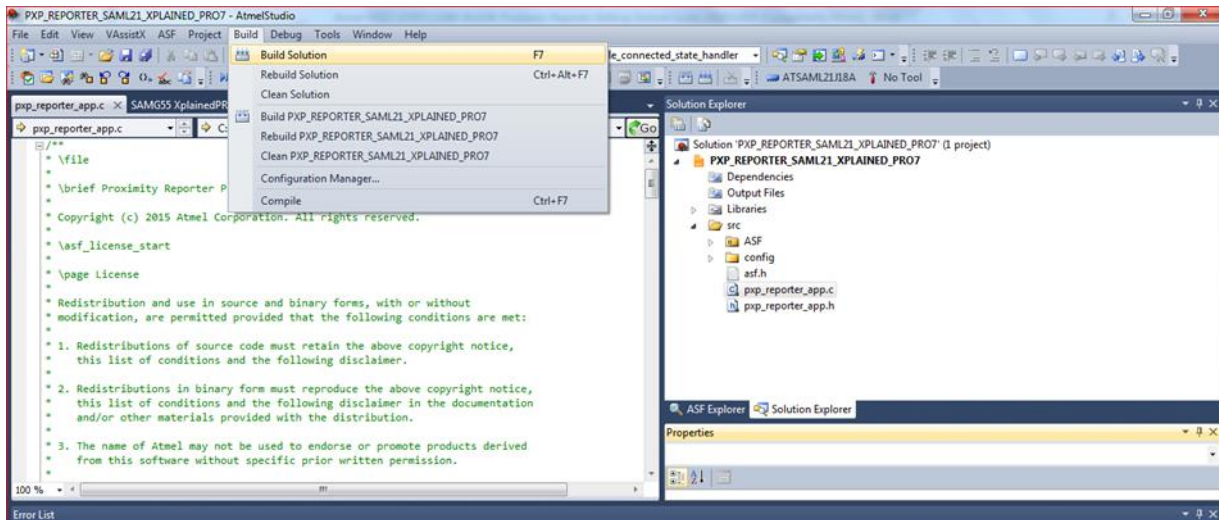 PXP_REPORTER_SAML21_XPLAINED_PRO7 - AtmelStudio
File Edit View VAssistX ASF Project Build Debug Tools Window Help
le_connected_state_handler
ATSAML21J18A No Tool
Build Solution F7
Rebuild Solution Ctrl+Alt+F7
Clean Solution
Build PXP_REPORTER_SAML21_XPLAINED_PRO7
Rebuild PXP_REPORTER_SAML21_XPLAINED_PRO7
Clean PXP_REPORTER_SAML21_XPLAINED_PRO7
Configuration Manager...
Compile Ctrl+F7
pxp_reporter_app.c SAMG55 XplainedPR
pxp_reporter_app.c C: Go
/**
* \file
*
* \brief Proximity Reporter P
*
* Copyright (c) 2015 Atmel Corporation. All rights reserved.
*
* \asf_license_start
*
* \page License
*
* Redistribution and use in source and binary forms, with or without
* modification, are permitted provided that the following conditions are met:
*
* 1. Redistributions of source code must retain the above copyright notice,
* this list of conditions and the following disclaimer.
*
* 2. Redistributions in binary form must reproduce the above copyright notice,
* this list of conditions and the following disclaimer in the documentation
* and/or other materials provided with the distribution.
*
* 3. The name of Atmel may not be used to endorse or promote products derived
* from this software without specific prior written permission.
*
100 %
Error List
Solution Explorer
Solution 'PXP_REPORTER_SAML21_XPLAINED_PRO7' (1 project)
PXP_REPORTER_SAML21_XPLAINED_PRO7
Dependencies
Output Files
Libraries
src
ASF
config
asf.h
pxp_reporter_app.c
pxp_reporter_app.h
ASF Explorer Solution Explorer
Properties